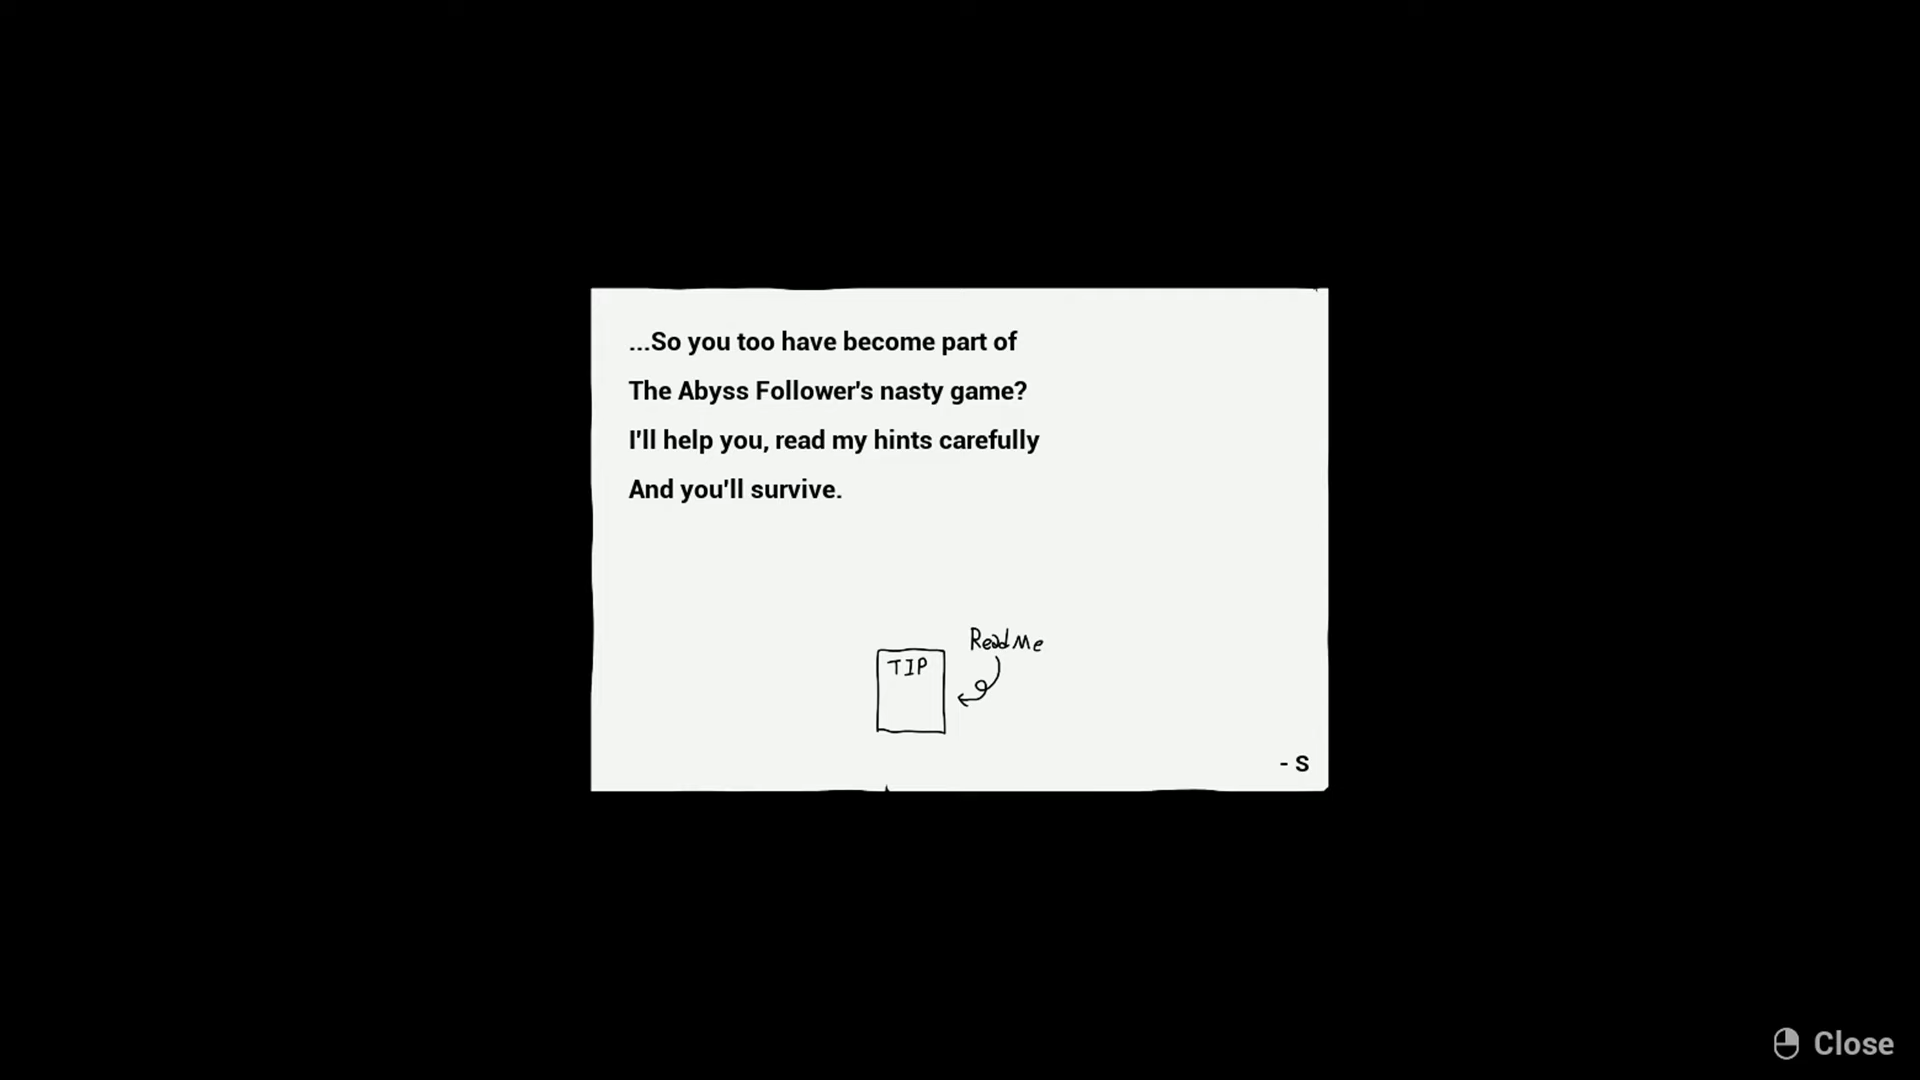 ...So you too have become part of
The Abyss Follower's nasty game?
I'll help you, read my hints carefully
And you'll survive.
Read Me
TIP
- S
Close